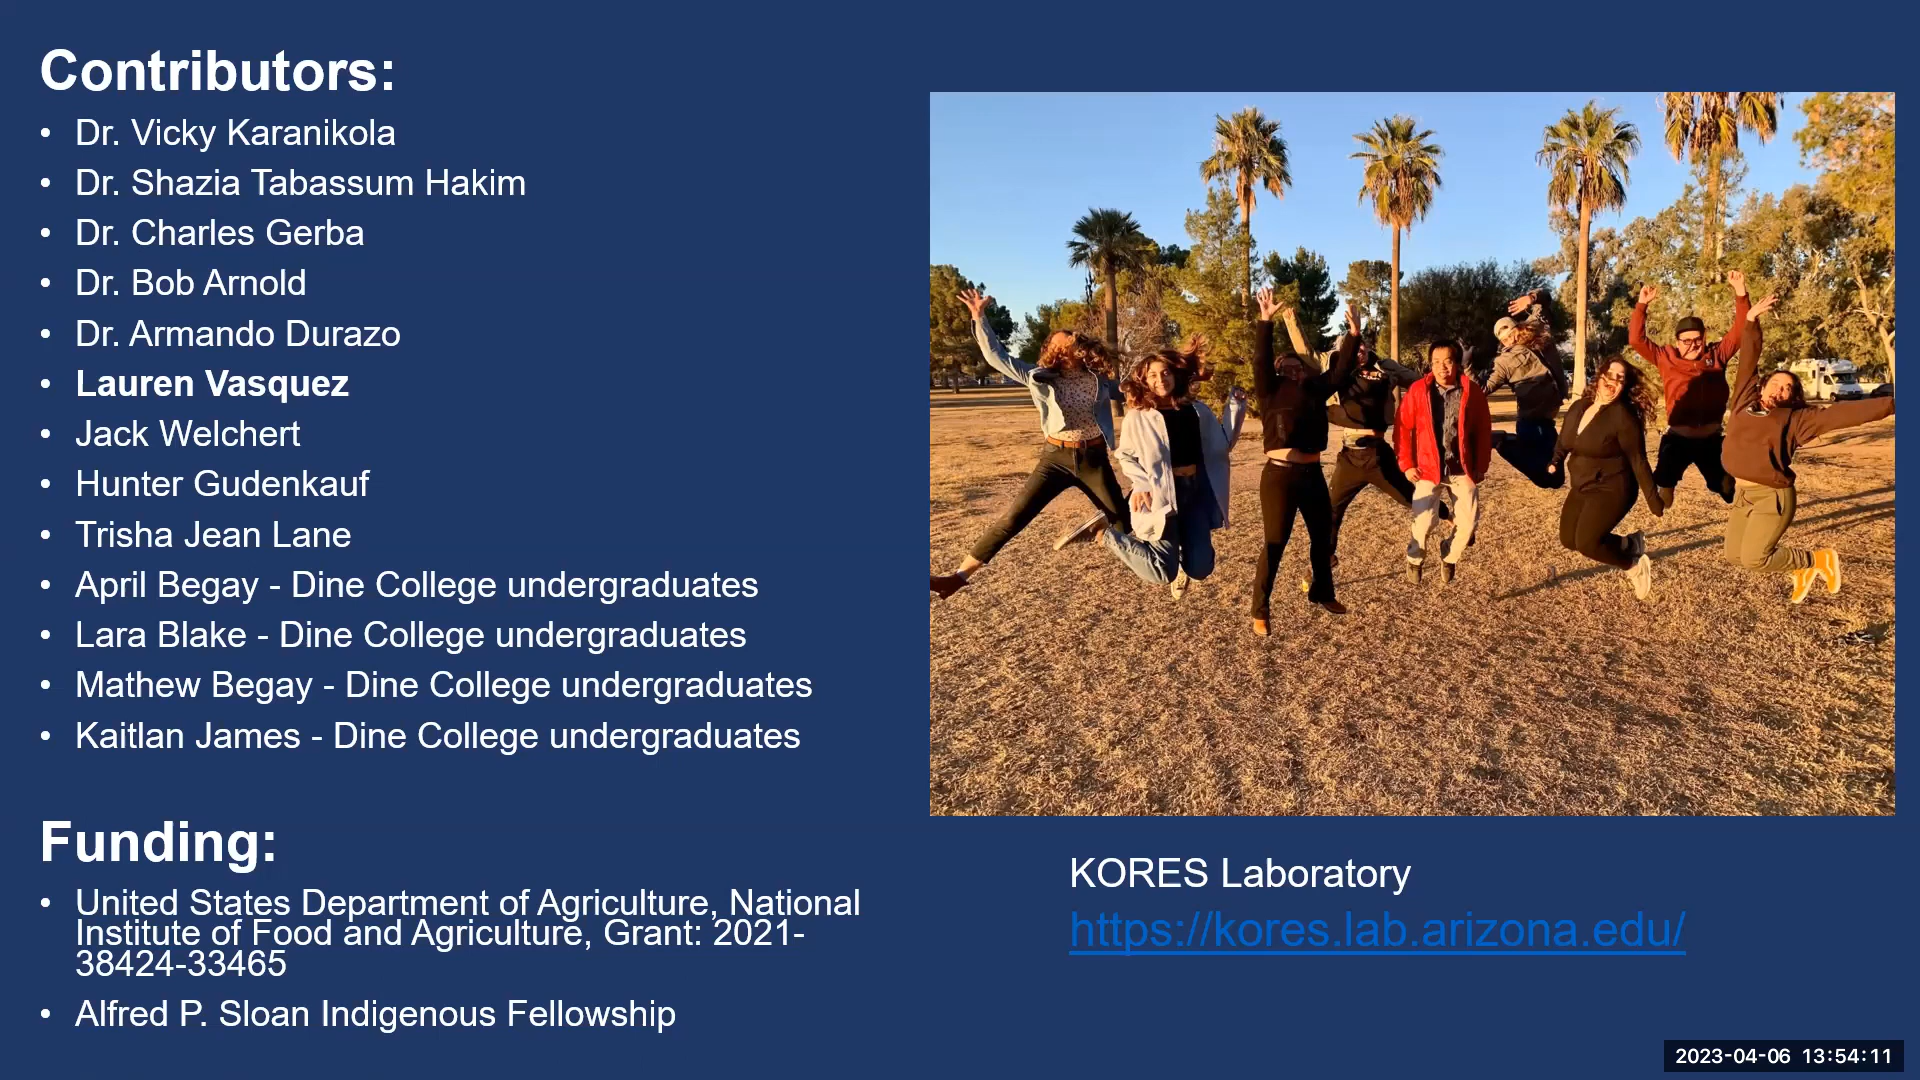 Contributors:
• Dr. Vicky Karanikola
• Dr. Shazia Tabassum Hakim
• Dr. Charles Gerba
• Dr. Bob Arnold
• Dr. Armando Durazo
• Lauren Vasquez
• Jack Welchert
• Hunter Gudenkauf
• Trisha Jean Lane
• April Begay - Dine College undergraduates
• Lara Blake - Dine College undergraduates
• Mathew Begay - Dine College undergraduates
• Kaitlan James - Dine College undergraduates
Funding:
• United States Department of Agriculture, National
Institute of Food and Agriculture, Grant: 2021-
38424-33465
• Alfred P. Sloan Indigenous Fellowship
KORES Laboratory
https://kores.lab.arizona.edu/
2023-04-06 13:54:11